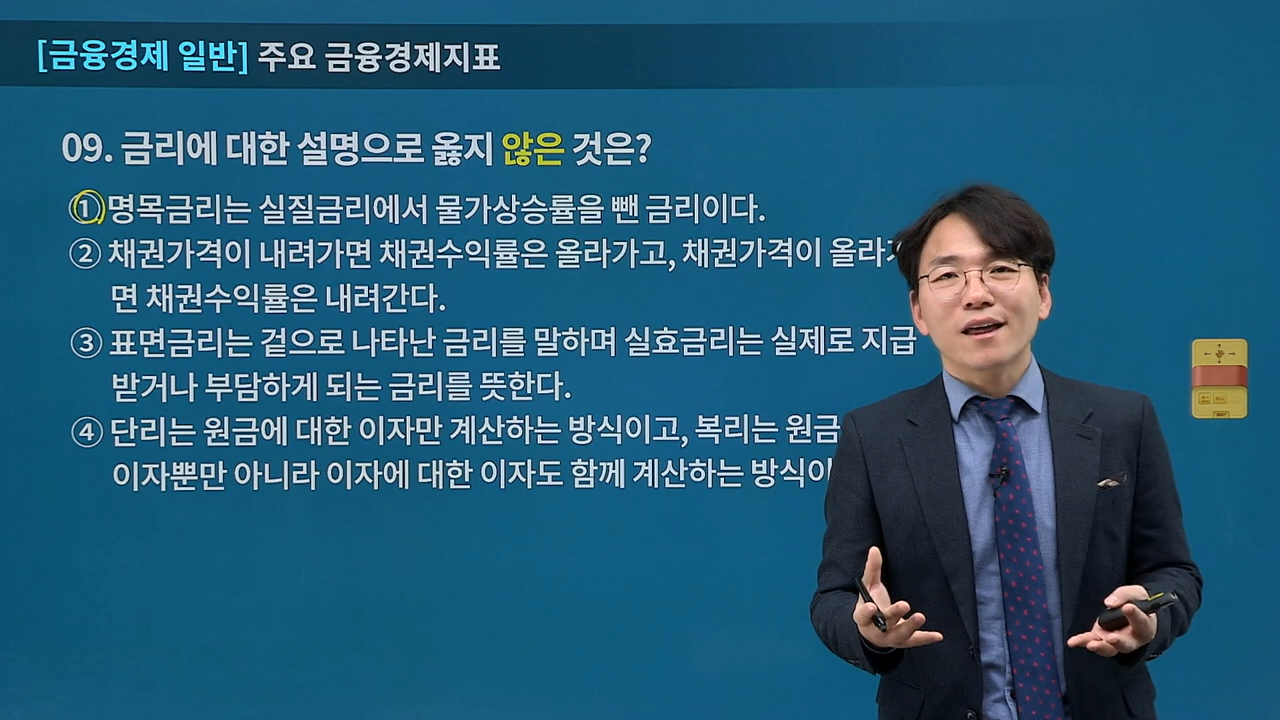 [금융경제 일반] 주요 금융경제지표
09. 금리에 대한 설명으로 옳지 않은 것은?
① 명목금리는 실질금리에서 물가상승률을 뺀 금리이다.
② 채권가격이 내려가면 채권수익률은 올라가고, 채권가격이
면 채권수익률은 내려간다.
③ 표면금리는 겉으로 나타난 금리를 말하며 실효금리는 실제로 지급
받거나 부담하게 되는 금리를 뜻한다.
④ 단리는 원금에 대한 이자만 계산하는 방식이고, 복리는 원금
이자뿐만 아니라 이자에 대한 이자도 함께 계산하는